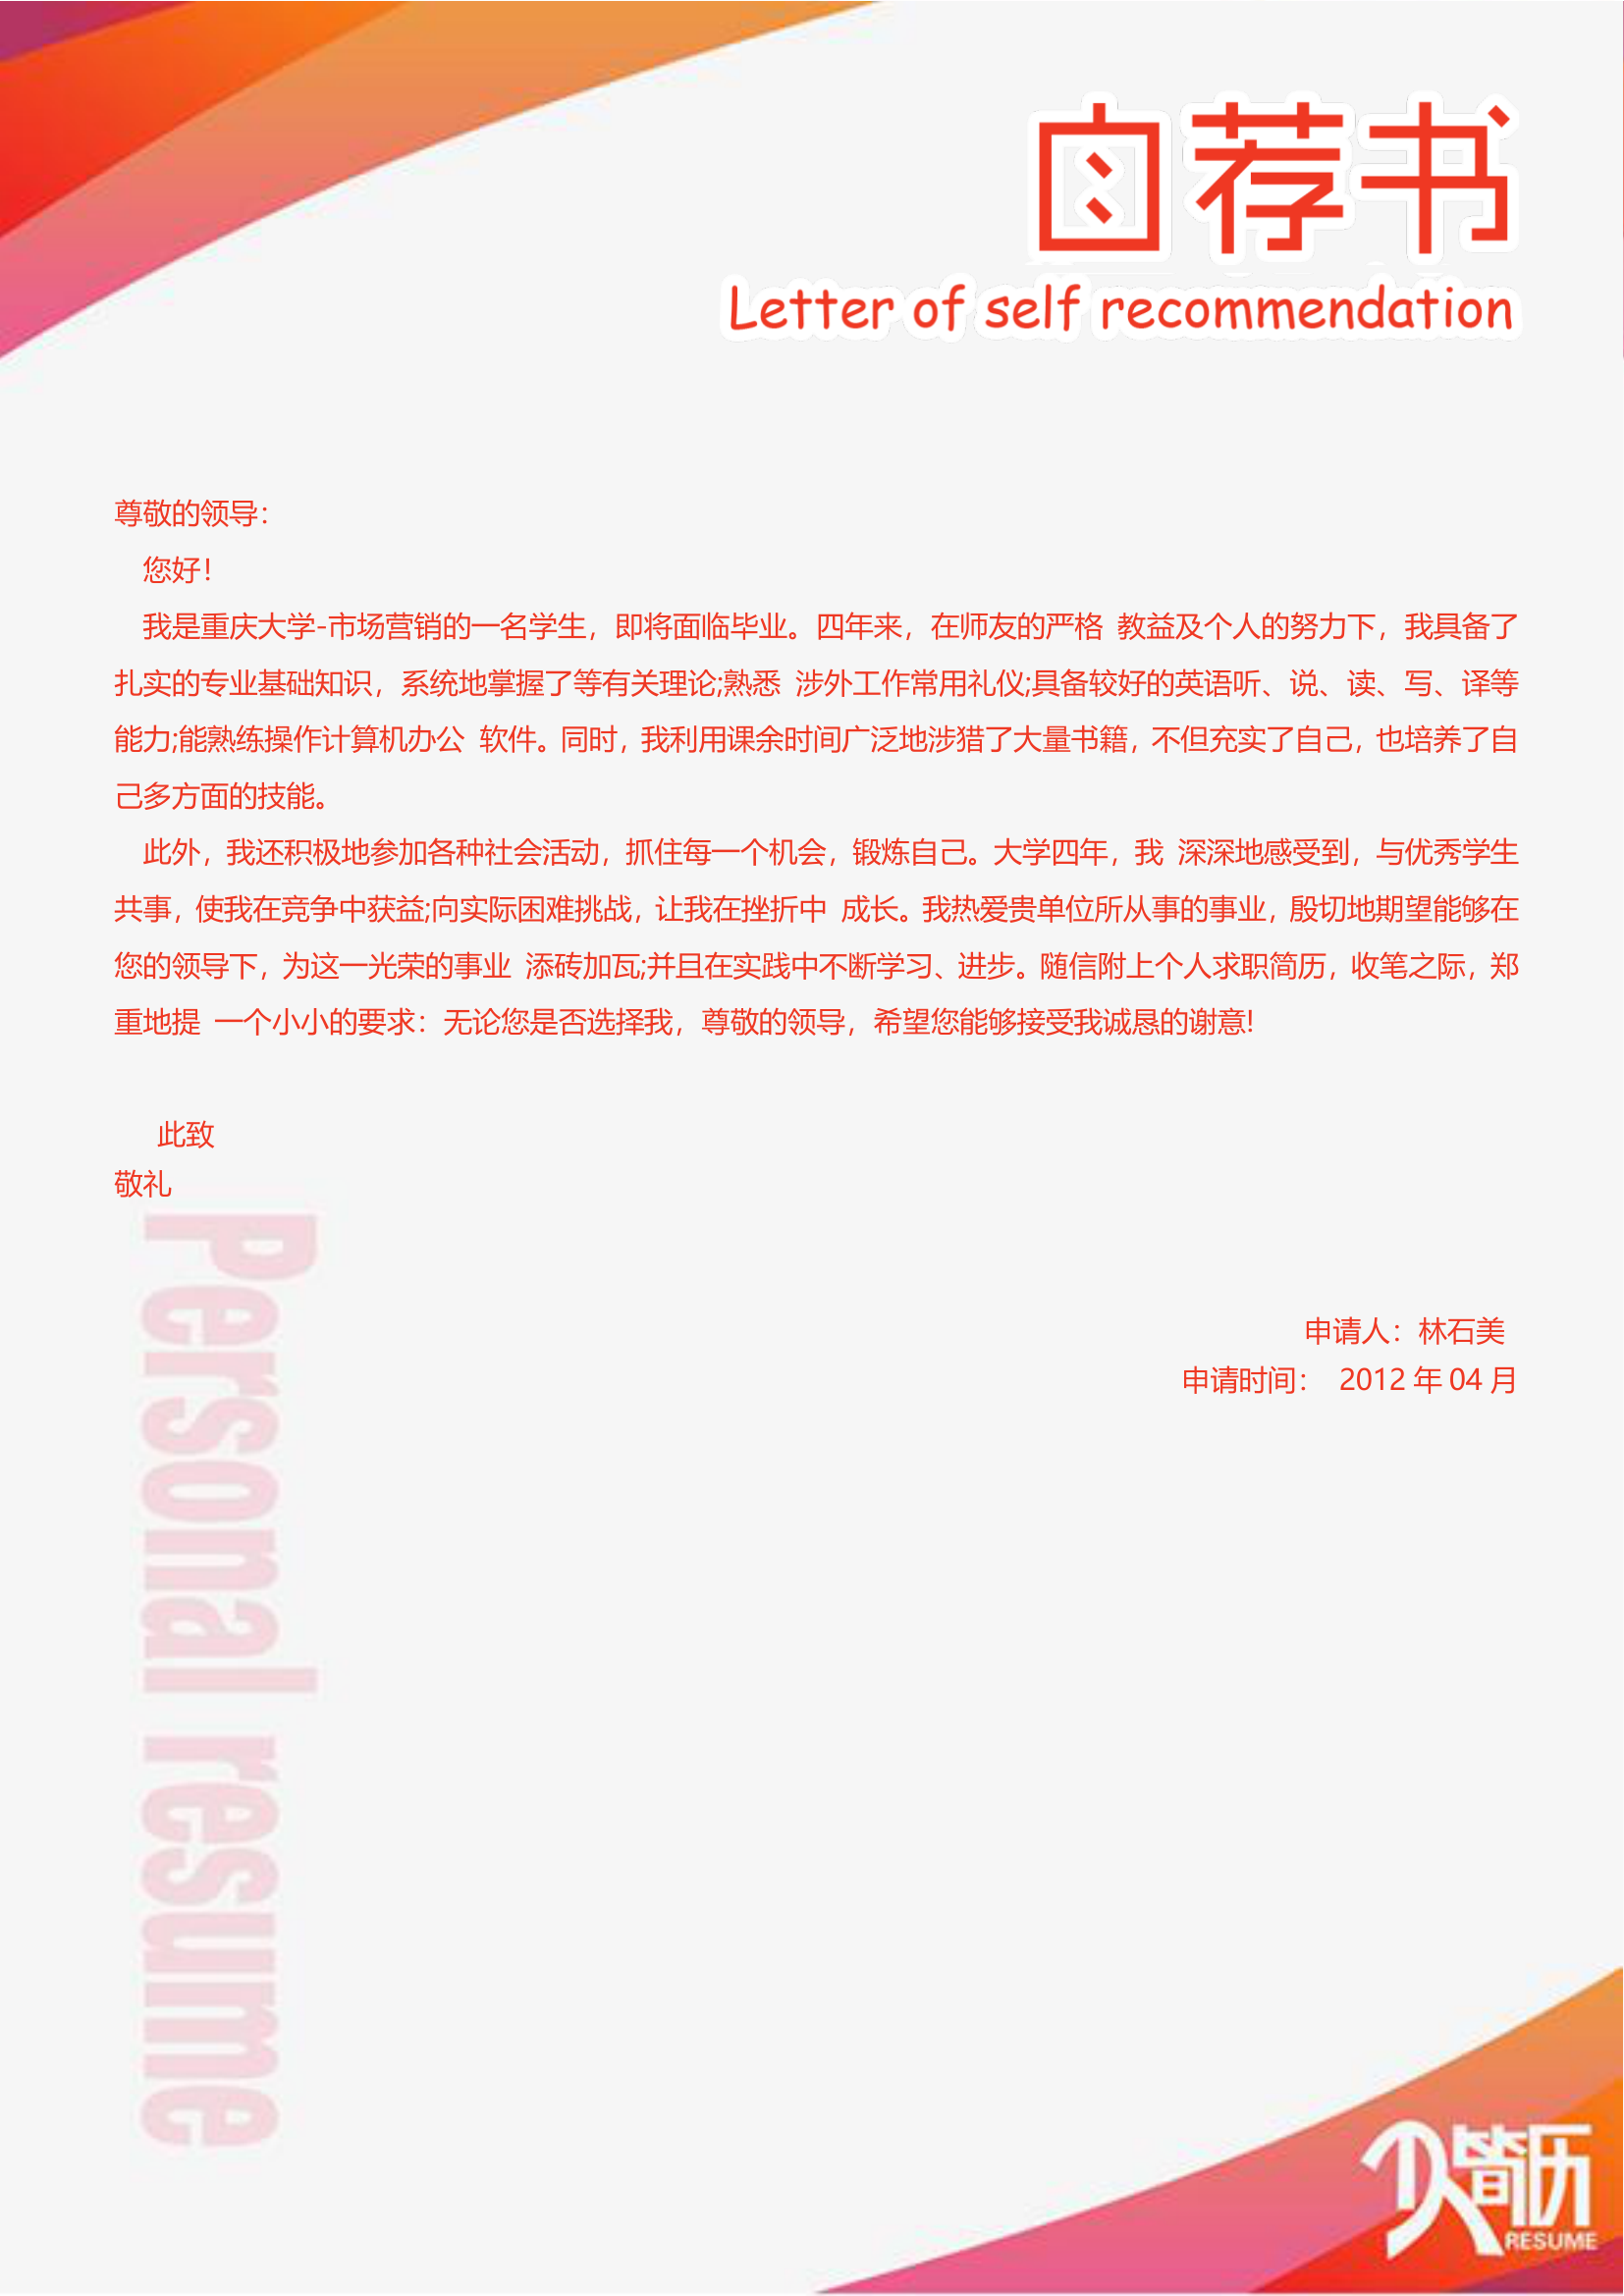 自荐书
Letter of self recommendation
尊敬的领导：
您好！
我是重庆大学-市场营销的一名学生，即将面临毕业。四年来，在师友的严格 教益及个人的努力下，我具备了
扎实的专业基础知识，系统地掌握了等有关理论;熟悉 涉外工作常用礼仪;具备较好的英语听、说、读、写、译等
能力;能熟练操作计算机办公 软件。同时，我利用课余时间广泛地涉猎了大量书籍，不但充实了自己，也培养了自
己多方面的技能。
此外，我还积极地参加各种社会活动，抓住每一个机会，锻炼自己。大学四年，我 深深地感受到，与优秀学生
共事，使我在竞争中获益;向实际困难挑战，让我在挫折中 成长。我热爱贵单位所从事的事业，殷切地期望能够在
您的领导下，为这一光荣的事业 添砖加瓦;并且在实践中不断学习、进步。随信附上个人求职简历，收笔之际，郑
重地提 一个小小的要求：无论您是否选择我，尊敬的领导，希望您能够接受我诚恳的谢意!
此致
敬礼
Personal resume
申请人：林石美
申请时间： 2012 年 04 月
个人简历
RESUME